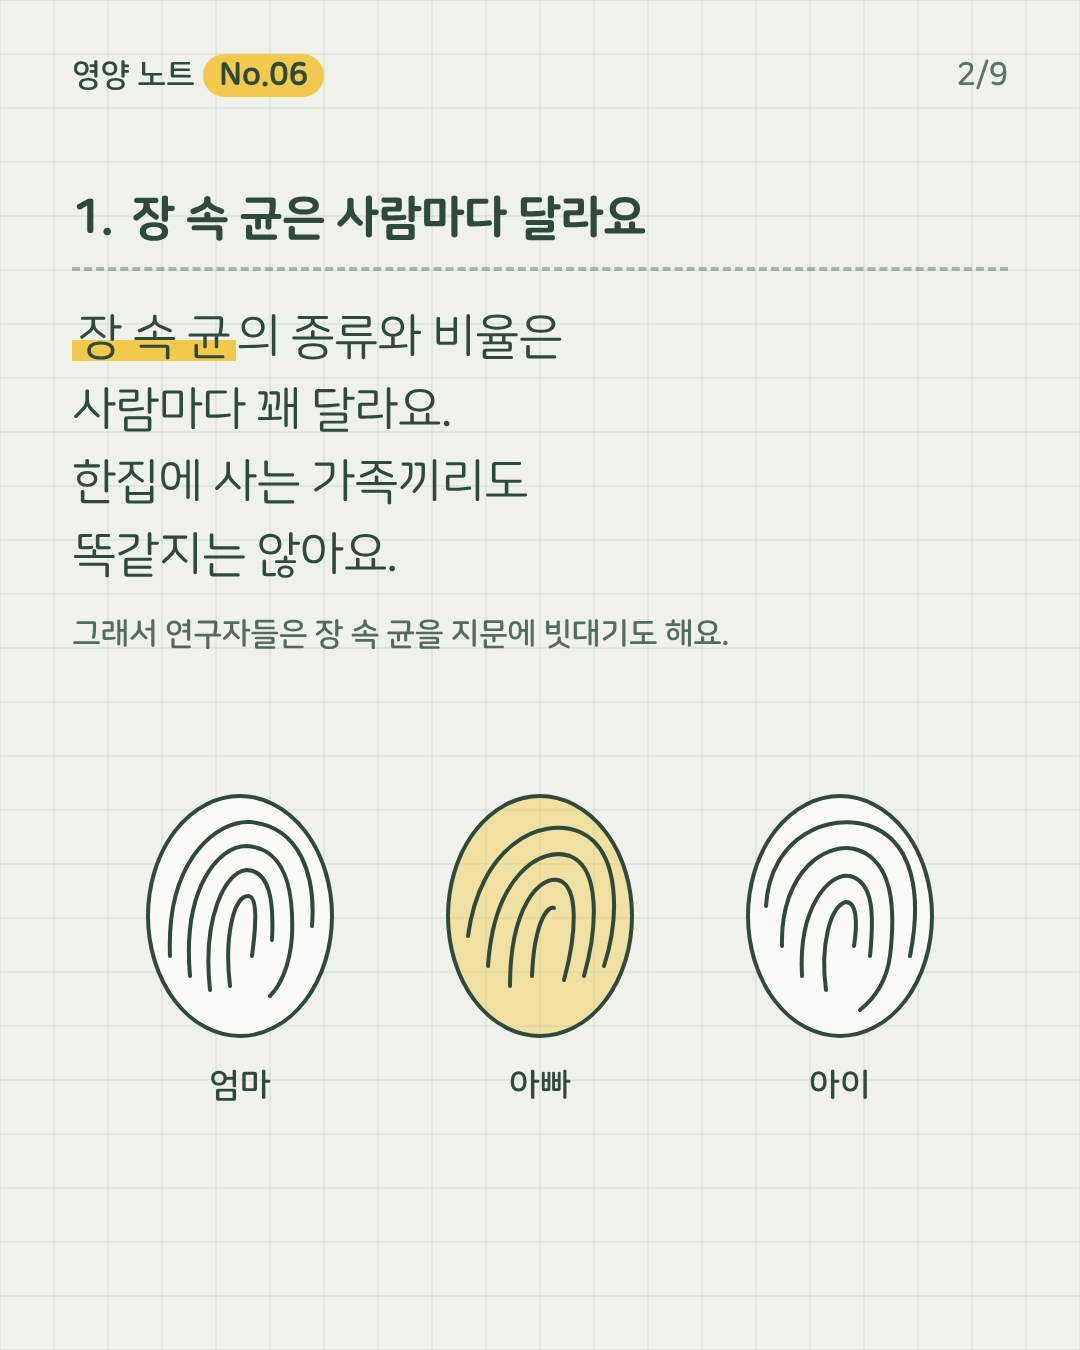 영양 노트 No.06
2/9
1. 장 속 균은 사람마다 달라요
장 속 균의 종류와 비율은
사람마다 꽤 달라요.
한집에 사는 가족끼리도
똑같지는 않아요.
그래서 연구자들은 장 속 균을 지문에 빗대기도 해요.
엄마
아빠
아이